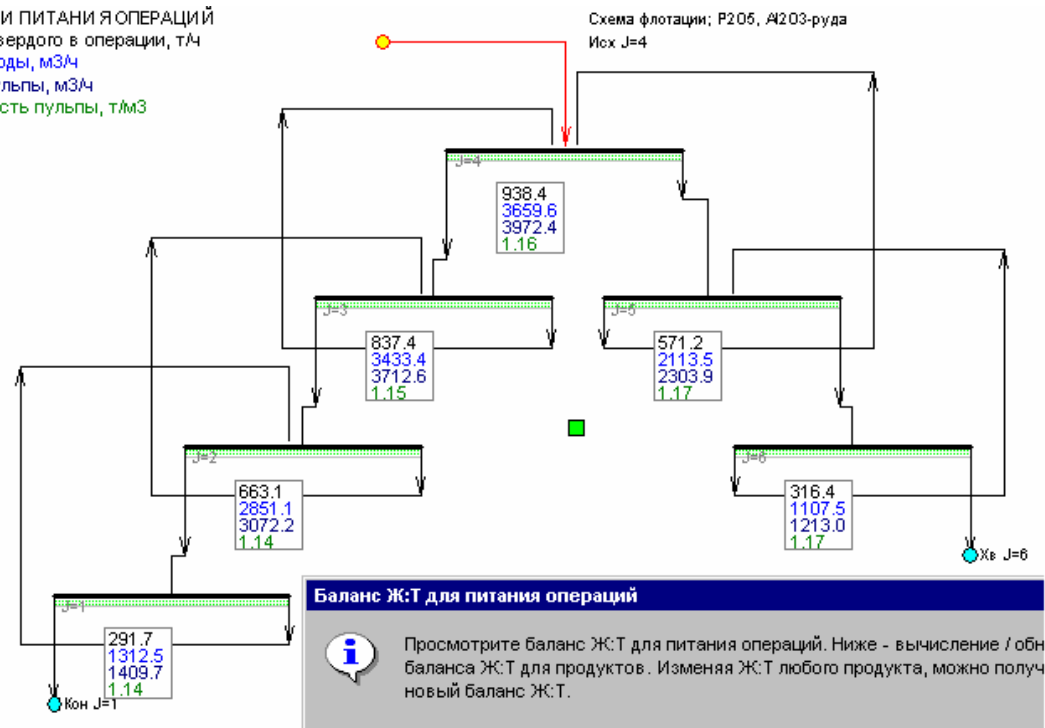 И ПИТАНИЯ ОПЕРАЦИЙ
вердого в операции, т/ч
оды, м3/ч
льпы, м3/ч
сть пульпы, т/м3
Схема флотации; P2O5, Al2O3-руда
Исх J=4
J=4
938.4
3659.6
3972.4
1.16
J=3
837.4
3433.4
3712.6
1.15
J=5
571.2
2113.5
2303.9
1.17
J=2
663.1
2851.1
3072.2
1.14
J=6
316.4
1107.5
1213.0
1.17
Хв J=6
J=1
291.7
1312.5
1409.7
1.14
Кон J=1
Баланс Ж:Т для питания операций
Просмотрите баланс Ж:Т для питания операций. Ниже - вычисление / обн
баланса Ж:Т для продуктов. Изменяя Ж:Т любого продукта, можно получ
новый баланс Ж:Т.